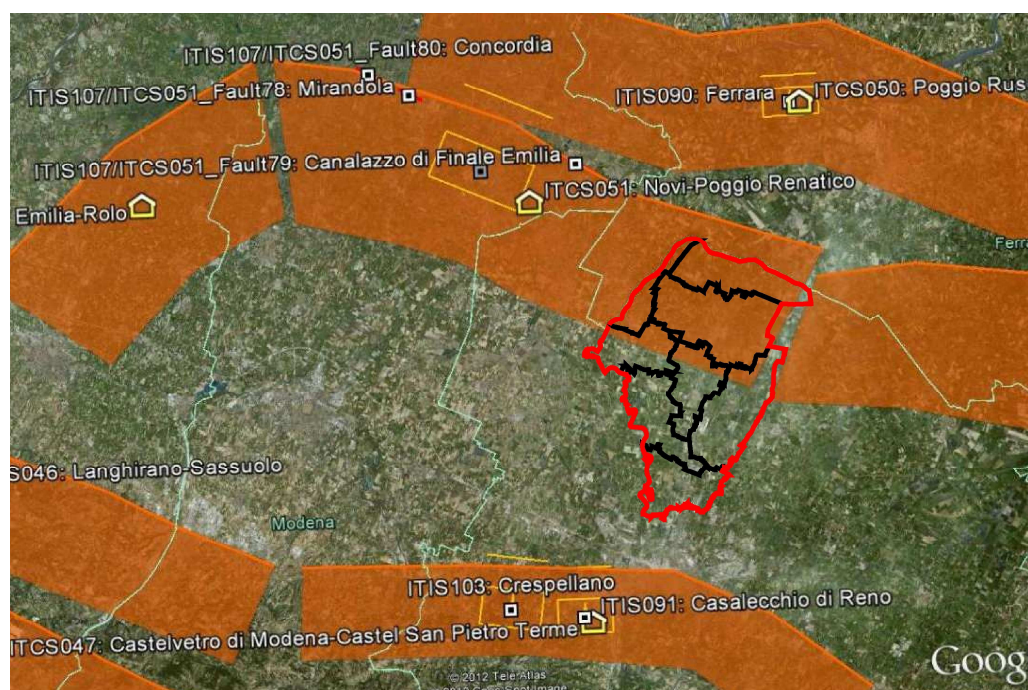 ITIS107/ITCS051_Fault80: Concordia
ITIS107/ITCS051_Fault78: Mirandola
ITIS090: Ferrara
ITCS050: Poggio Rus
ITIS107/ITCS051_Fault79: Canalazzo di Finale Emilia
ITCS051: Novi-Poggio Renatico
Emilia-Rolo
Ferra
S046: Langhirano-Sassuolo
Modena
ITIS103: Crespellano
ITIS091: Casalecchio di Reno
ITCS047: Castelvetro di Modena-Castel San Pietro Terme
Goog
© 2012 Tele Atlas